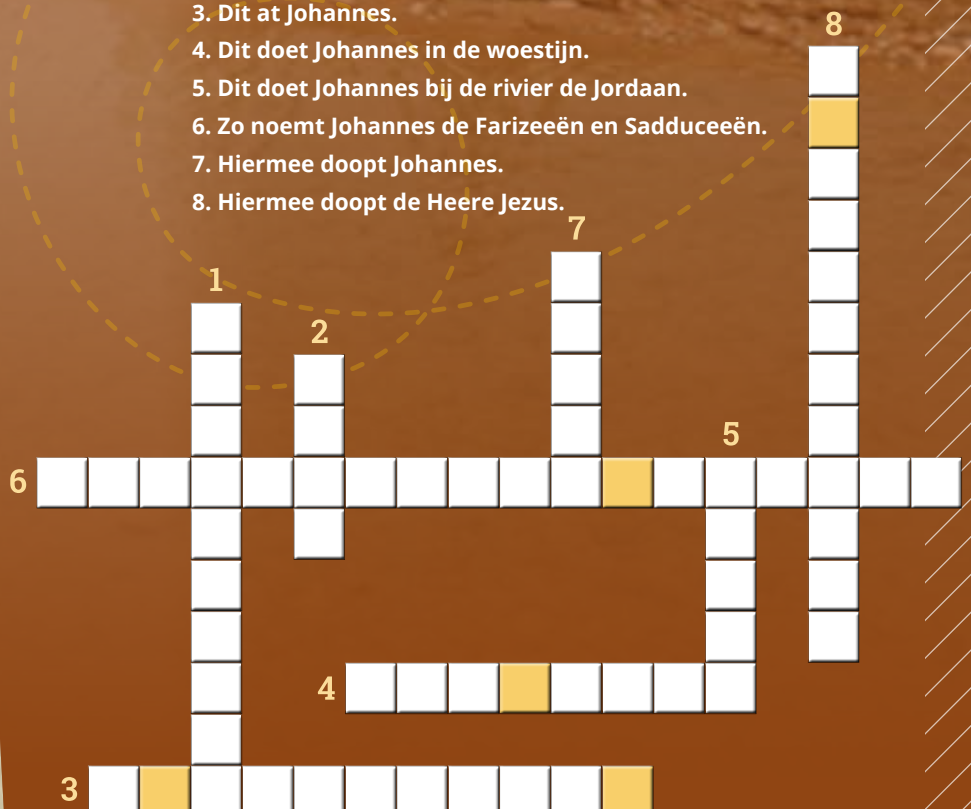 3. Dit at Johannes.
4. Dit doet Johannes in de woestijn.
5. Dit doet Johannes bij de rivier de Jordaan.
6. Zo noemt Johannes de Farizeeën en Sadduceeën.
7. Hiermee doopt Johannes.
8. Hiermee doopt de Heere Jezus.
8
7
1
2
5
6
4
3